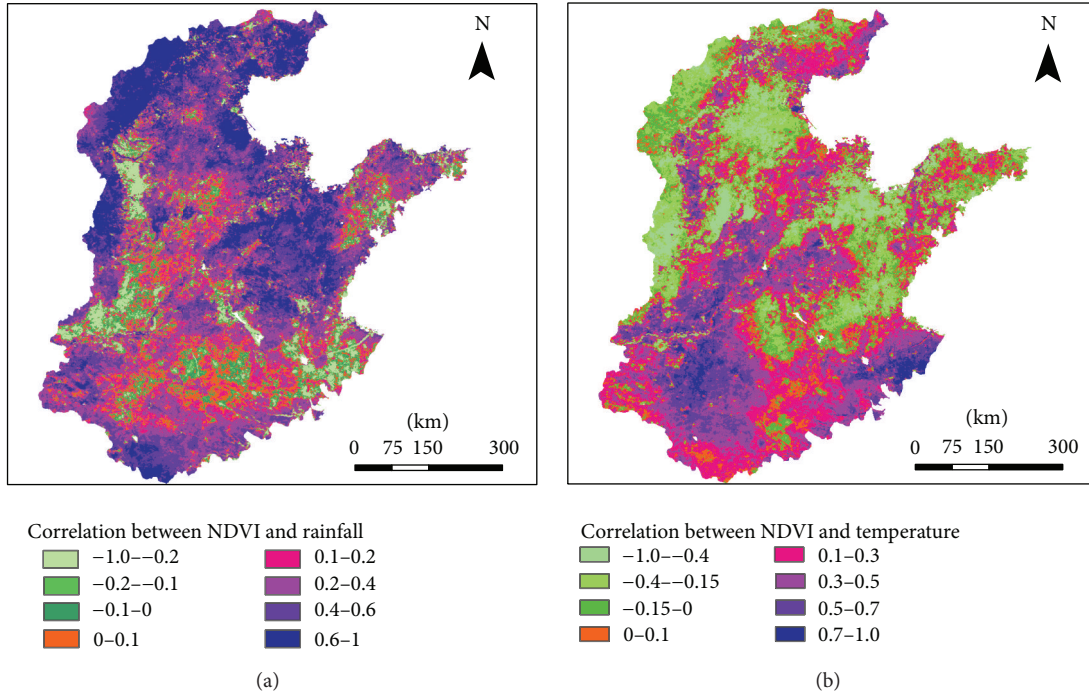 N
(km)
0 75 150 300
Correlation between NDVI and rainfall
−1.0–−0.2
−0.2–−0.1
−0.1–0
0–0.1
0.1–0.2
0.2–0.4
0.4–0.6
0.6–1
(a)
N
(km)
0 75 150 300
Correlation between NDVI and temperature
−1.0–−0.4
−0.4–−0.15
−0.15–0
0–0.1
0.1–0.3
0.3–0.5
0.5–0.7
0.7–1.0
(b)